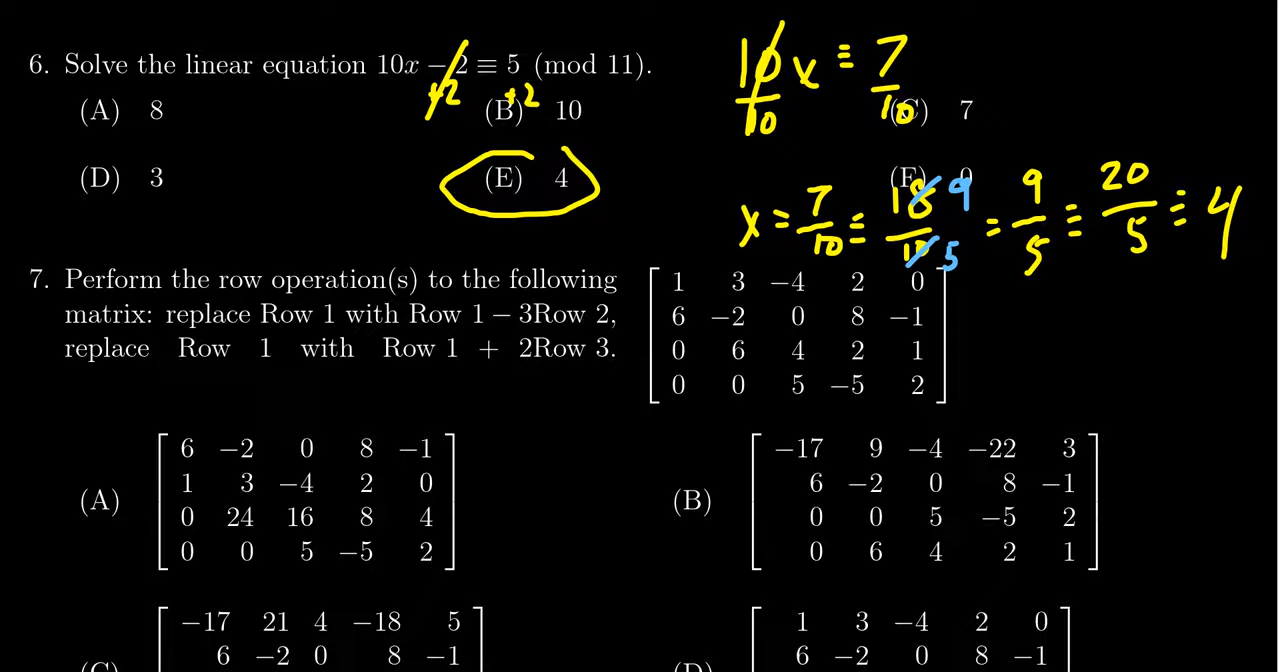 6. Solve the linear equation 10x − 2 ≡ 5 (mod 11).
+2 +2
10x ≡ 7
10 10
(A) 8 (B) 10 (C) 7
(D) 3 (E) 4 (F) 0
x = 7/10 ≡ 18/10 9/5 = 9/5 ≡ 20/5 ≡ 4
7. Perform the row operation(s) to the following
matrix: replace Row 1 with Row 1 − 3Row 2,
replace Row 1 with Row 1 + 2Row 3.
1 3 −4 2 0
6 −2 0 8 −1
0 6 4 2 1
0 0 5 −5 2
(A)
6 −2 0 8 −1
1 3 −4 2 0
0 24 16 8 4
0 0 5 −5 2
(B)
−17 9 −4 −22 3
6 −2 0 8 −1
0 0 5 −5 2
0 6 4 2 1
(C)
−17 21 4 −18 5
6 −2 0 8 −1
(D)
1 3 −4 2 0
6 −2 0 8 −1